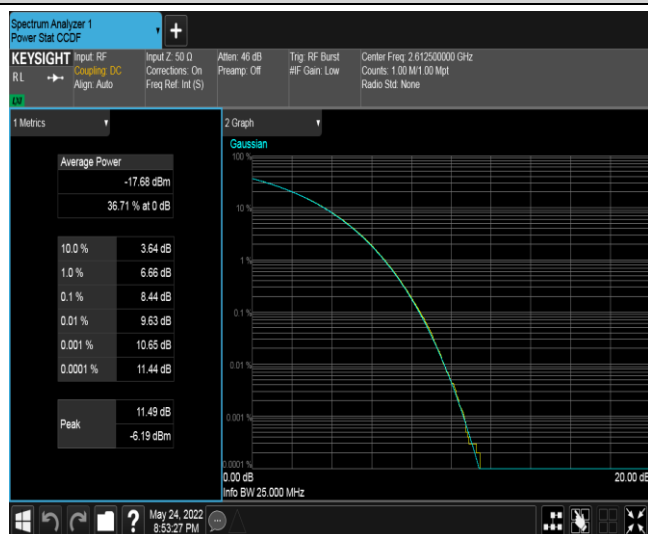 Spectrum Analyzer 1
Power Stat CCDF
+
KEYSIGHT
RL
LXI
Input: RF
Coupling: DC
Align: Auto
Input Z: 50 Ω
Corrections: On
Freq Ref: Int (S)
Atten: 46 dB
Preamp: Off
Trig: RF Burst
#IF Gain: Low
Center Freq: 2.612500000 GHz
Counts: 1.00 M/1.00 Mpt
Radio Std: None
1 Metrics
Average Power
-17.68 dBm
36.71 % at 0 dB
10.0 % 3.64 dB
1.0 % 6.66 dB
0.1 % 8.44 dB
0.01 % 9.63 dB
0.001 % 10.65 dB
0.0001 % 11.44 dB
Peak
11.49 dB
-6.19 dBm
2 Graph
Gaussian
100 %
10 %
1 %
0.1 %
0.01 %
0.001 %
0.0001 %
0.00 dB
20.00 dB
Info BW 25.000 MHz
?
May 24, 2022
8:53:27 PM